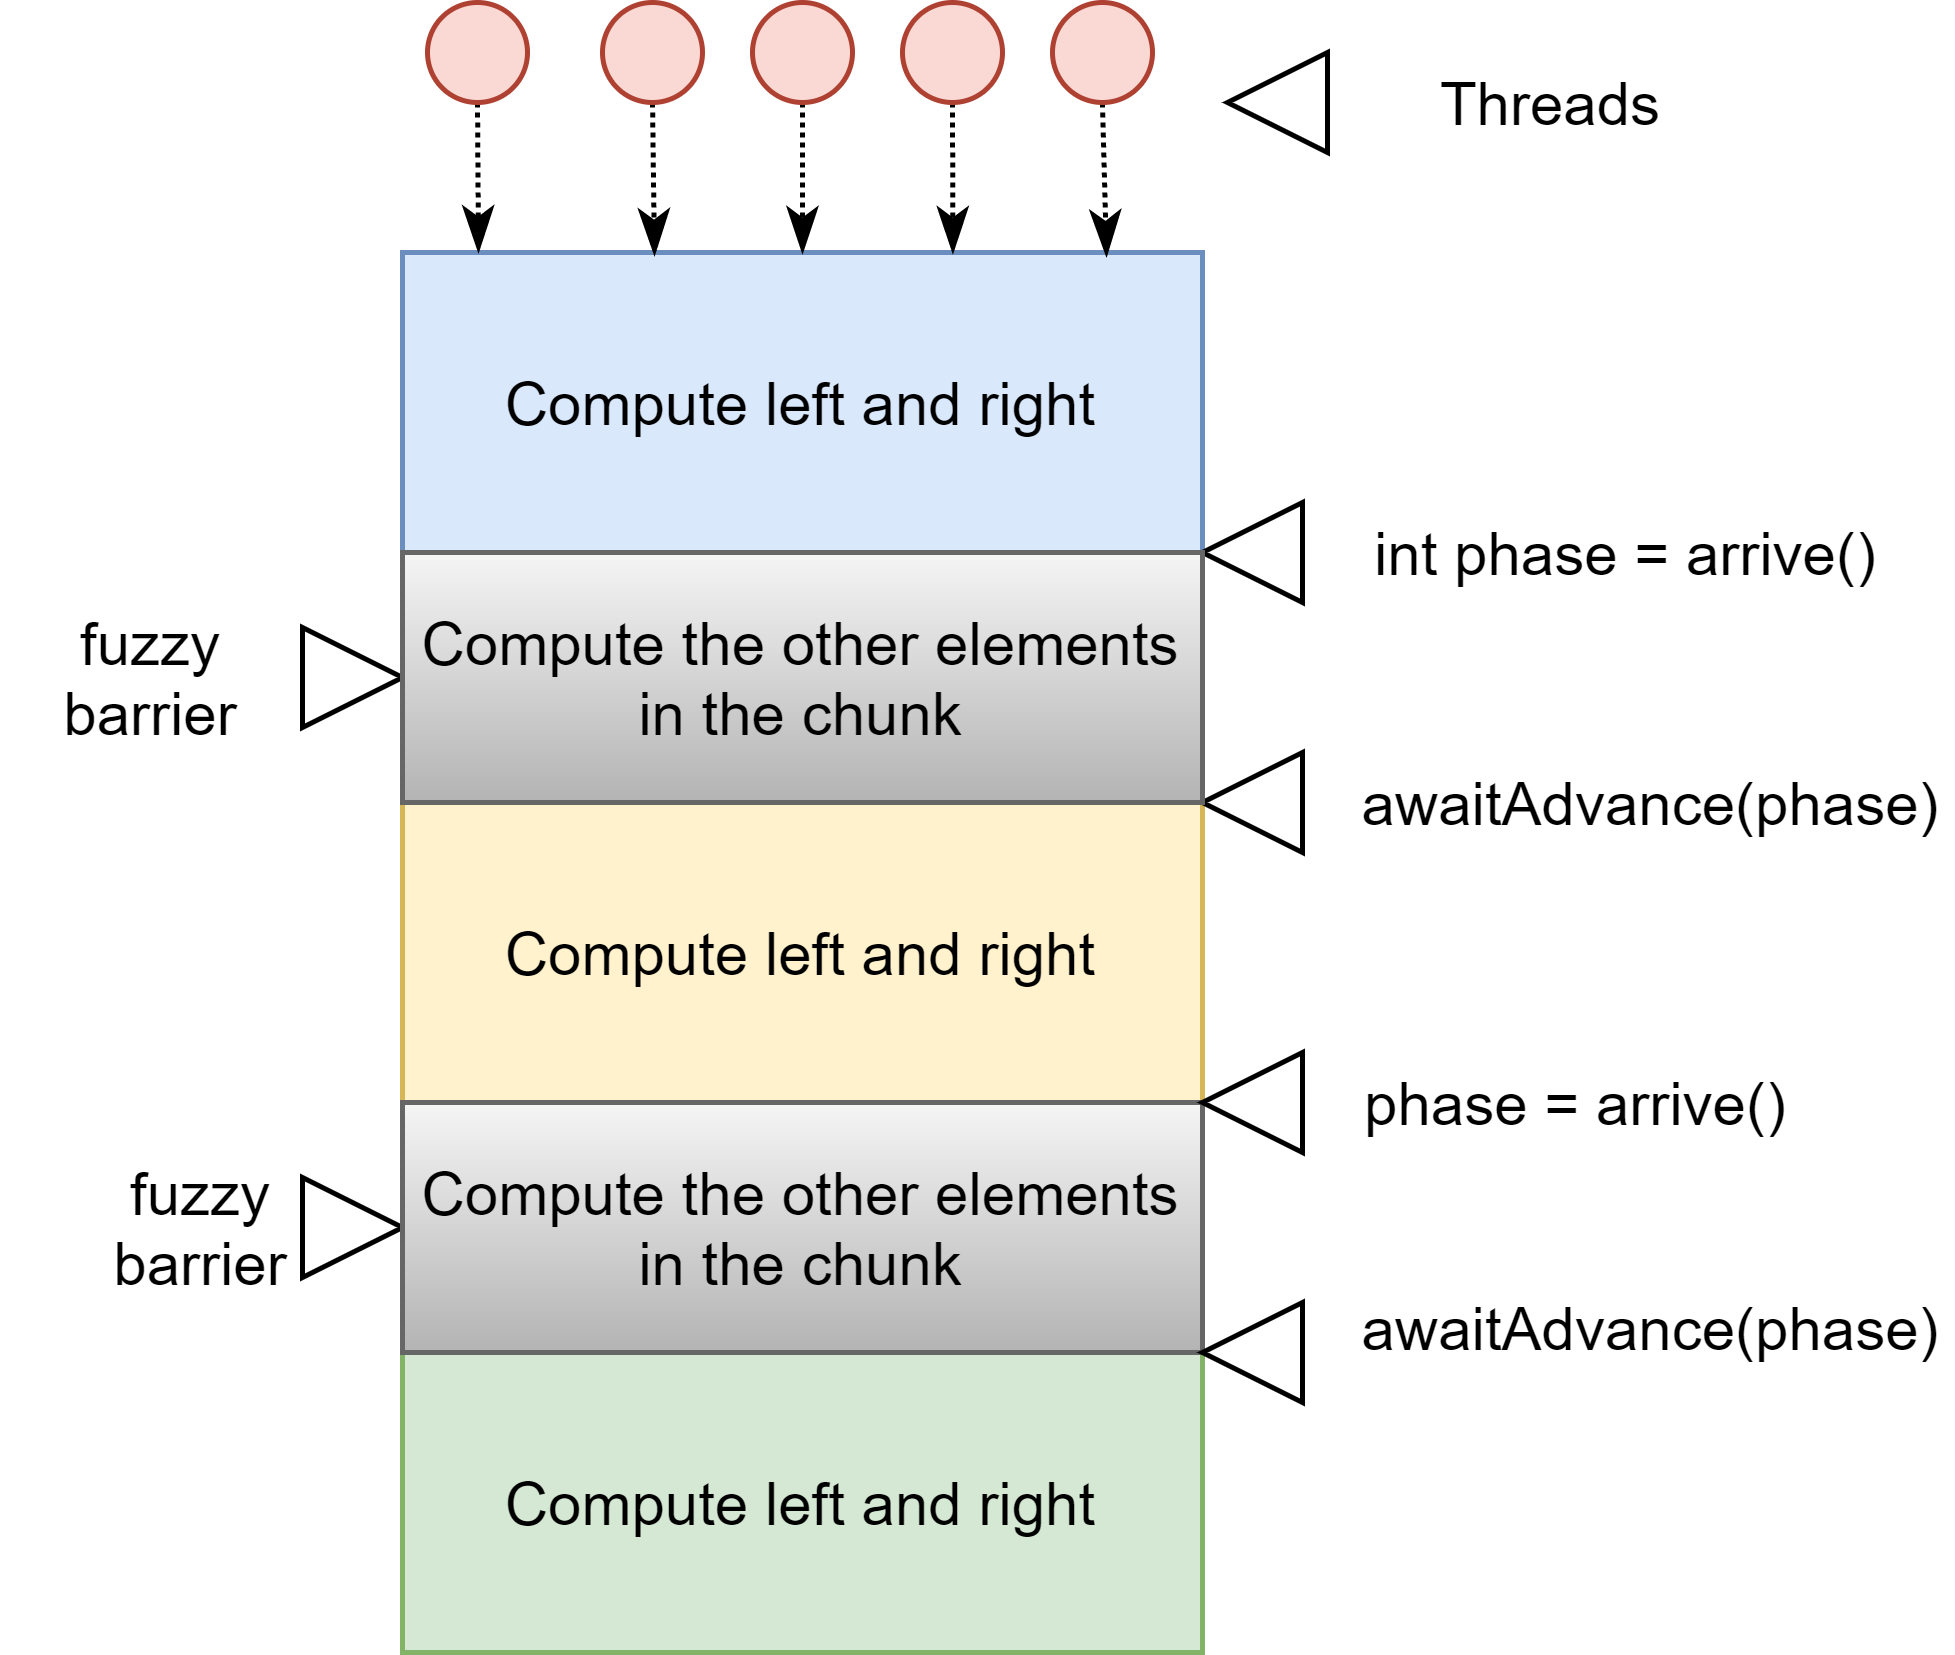 Threads
Compute left and right
int phase = arrive()
fuzzy
barrier
Compute the other elements
in the chunk
awaitAdvance(phase)
Compute left and right
phase = arrive()
fuzzy
barrier
Compute the other elements
in the chunk
awaitAdvance(phase)
Compute left and right